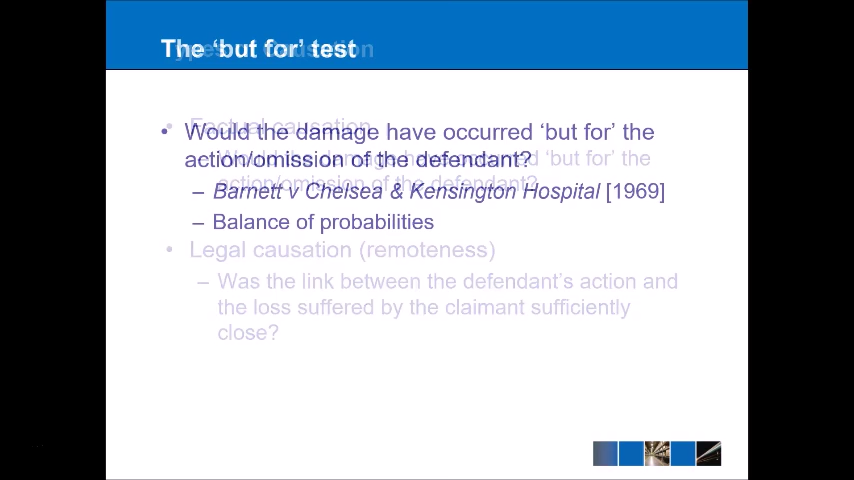 The ‘but for’ test
Types of Causation
• Would the damage have occurred ‘but for’ the
action/omission of the defendant?
– Barnett v Chelsea & Kensington Hospital [1969]
– Balance of probabilities
• Factual causation
– Would the damage have occurred ‘but for’ the
action/omission of the defendant?
• Legal causation (remoteness)
– Was the link between the defendant’s action and
the loss suffered by the claimant sufficiently
close?